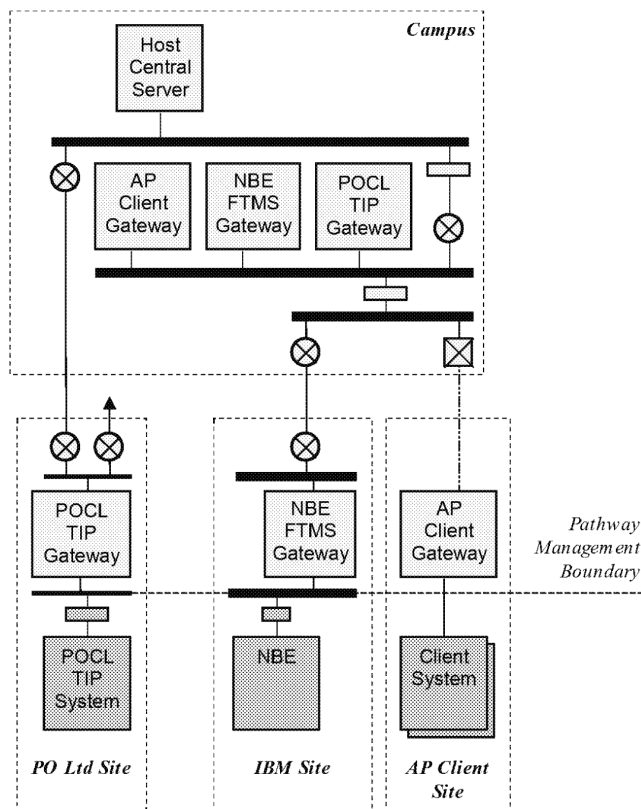 Campus
Host
Central
Server
AP
Client
Gateway
NBE
FTMS
Gateway
POCL
TIP
Gateway
POCL
TIP
Gateway
NBE
FTMS
Gateway
AP
Client
Gateway
Pathway
Management
Boundary
POCL
TIP
System
NBE
Client
System
PO Ltd Site
IBM Site
AP Client
Site